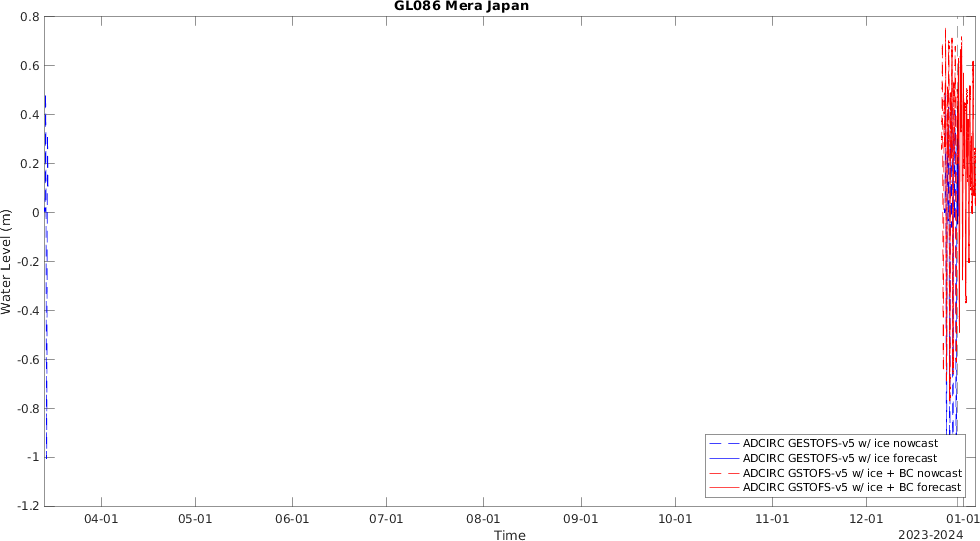 GL086 Mera Japan
0.8
0.6
0.4
0.2
0
-0.2
-0.4
-0.6
-0.8
-1
-1.2
Water Level (m)
ADCIRC GESTOFS-v5 w/ ice nowcast
ADCIRC GESTOFS-v5 w/ ice forecast
ADCIRC GSTOFS-v5 w/ ice + BC nowcast
ADCIRC GSTOFS-v5 w/ ice + BC forecast
04-01 05-01 06-01 07-01 08-01 09-01 10-01 11-01 12-01 01-01
Time
2023-2024